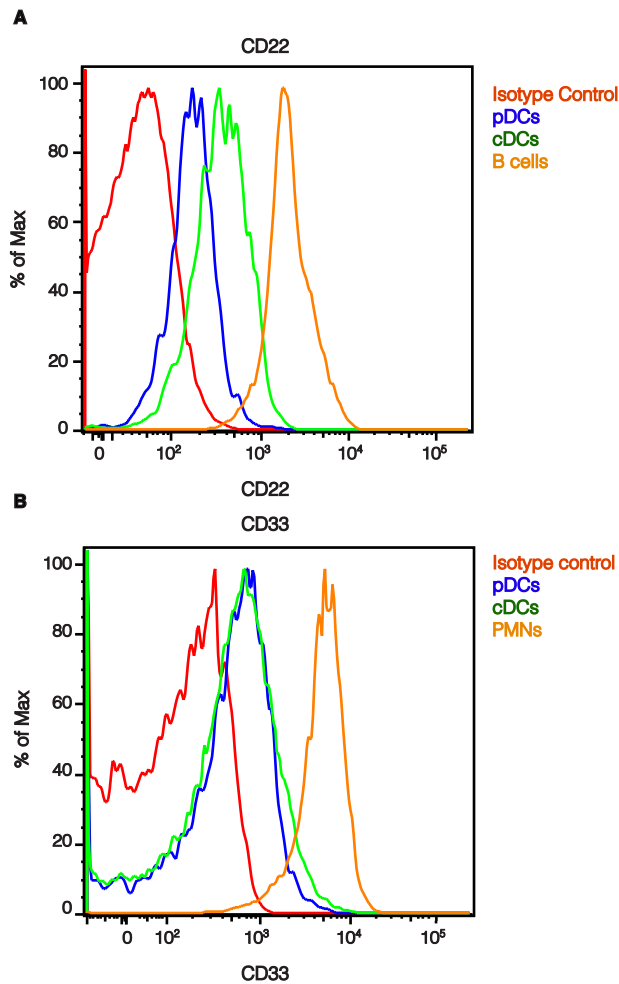 A
CD22
100
80
60
40
20
0
% of Max
0 10² 10³ 10⁴ 10⁵
CD22
Isotype Control
pDCs
cDCs
B cells
B
CD33
100
80
60
40
20
0
% of Max
0 10² 10³ 10⁴ 10⁵
CD33
Isotype control
pDCs
cDCs
PMNs